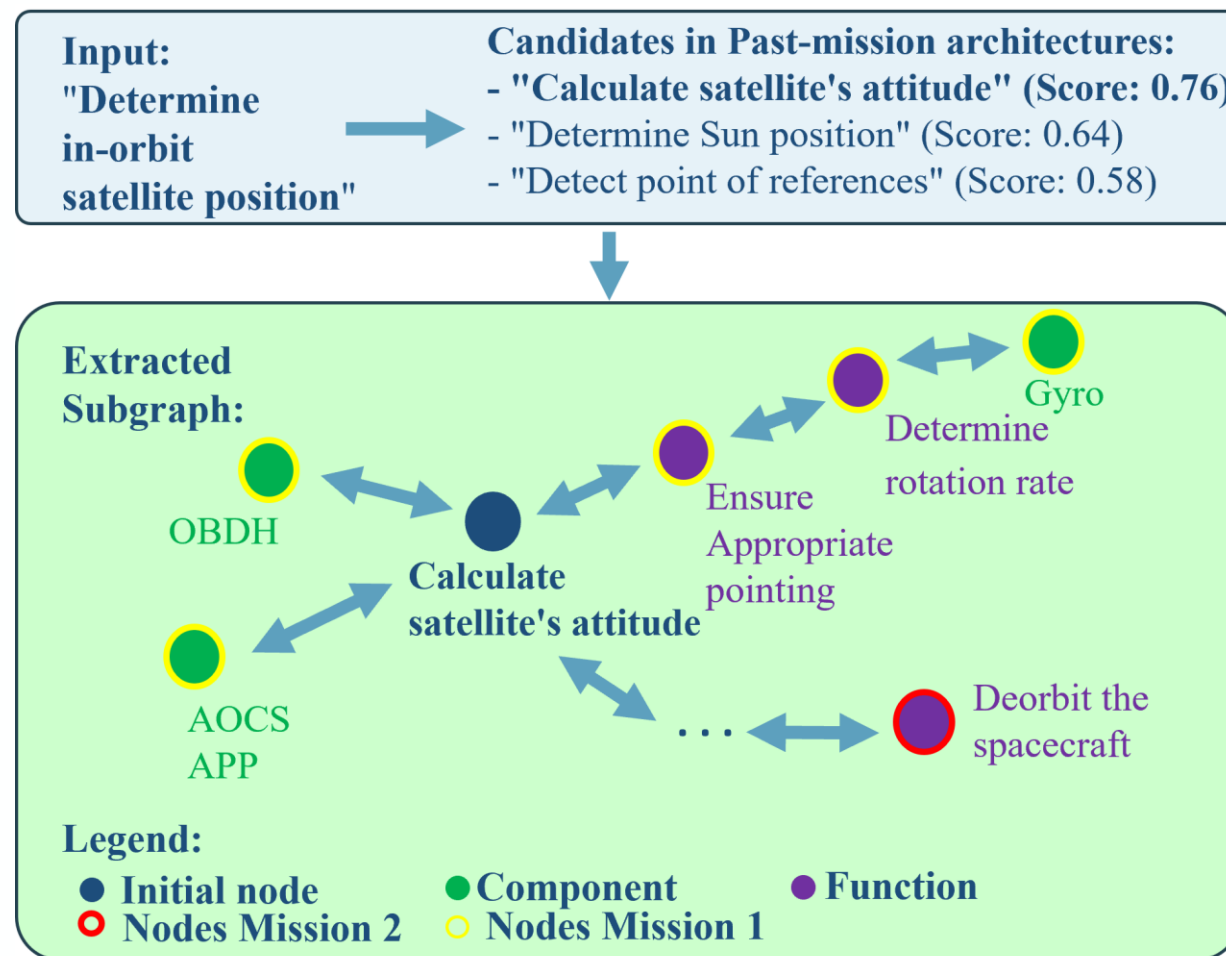 Input:
"Determine
in-orbit
satellite position"
Candidates in Past-mission architectures:
- "Calculate satellite's attitude" (Score: 0.76)
- "Determine Sun position" (Score: 0.64)
- "Detect point of references" (Score: 0.58)
Extracted
Subgraph:
Gyro
Determine
rotation rate
Ensure
Appropriate
pointing
OBDH
Calculate
satellite's attitude
AOCS
APP
...
Deorbit the
spacecraft
Legend:
Initial node
Component
Function
Nodes Mission 2
Nodes Mission 1